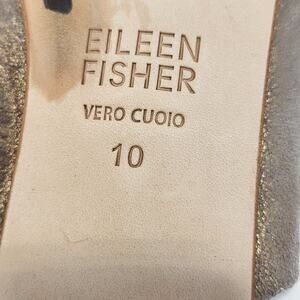 EILEEN
FISHER
VERO CUOIO
10